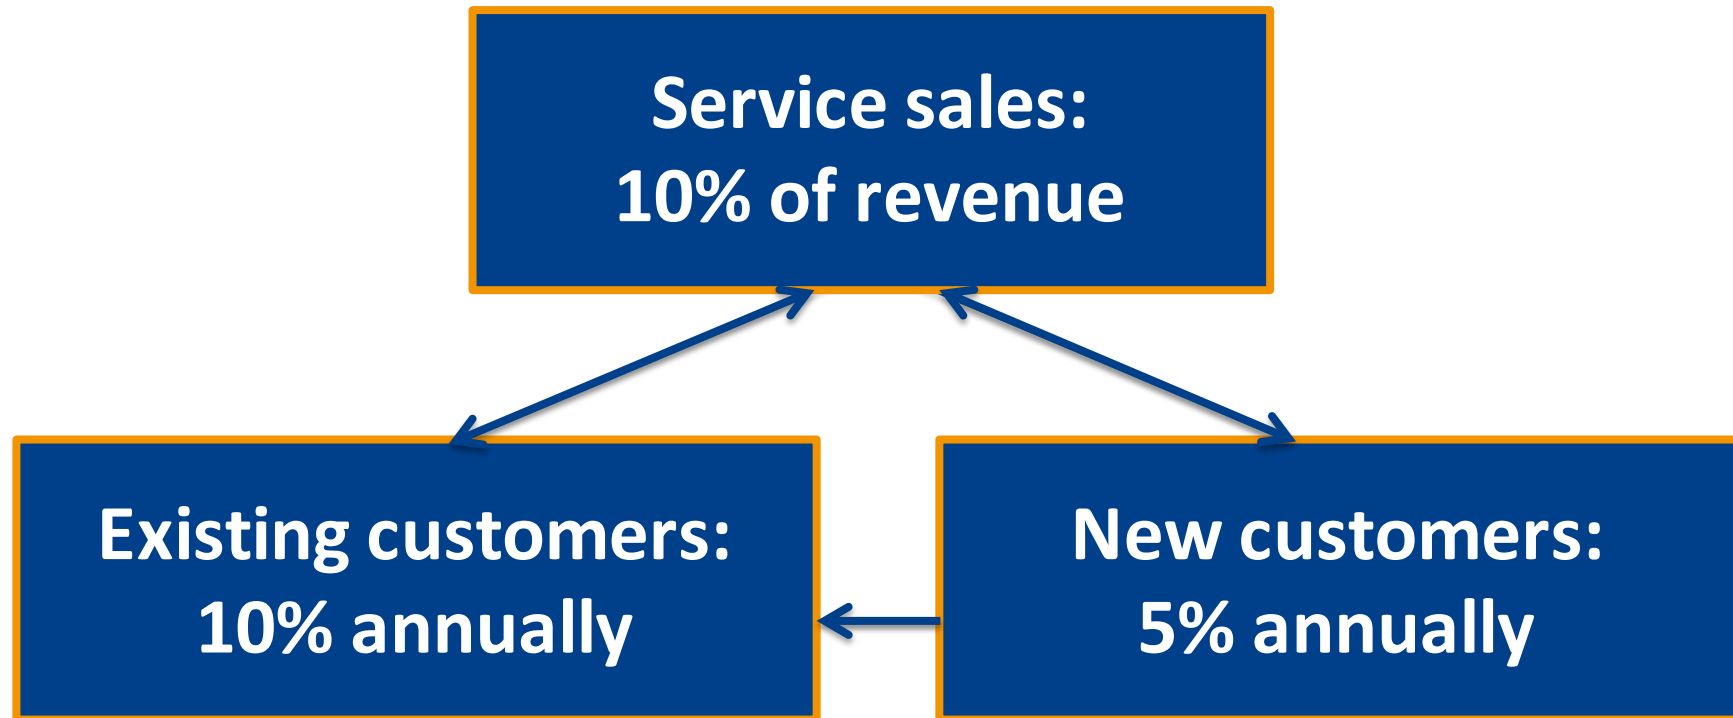 Service sales:
10% of revenue
Existing customers:
10% annually
New customers:
5% annually